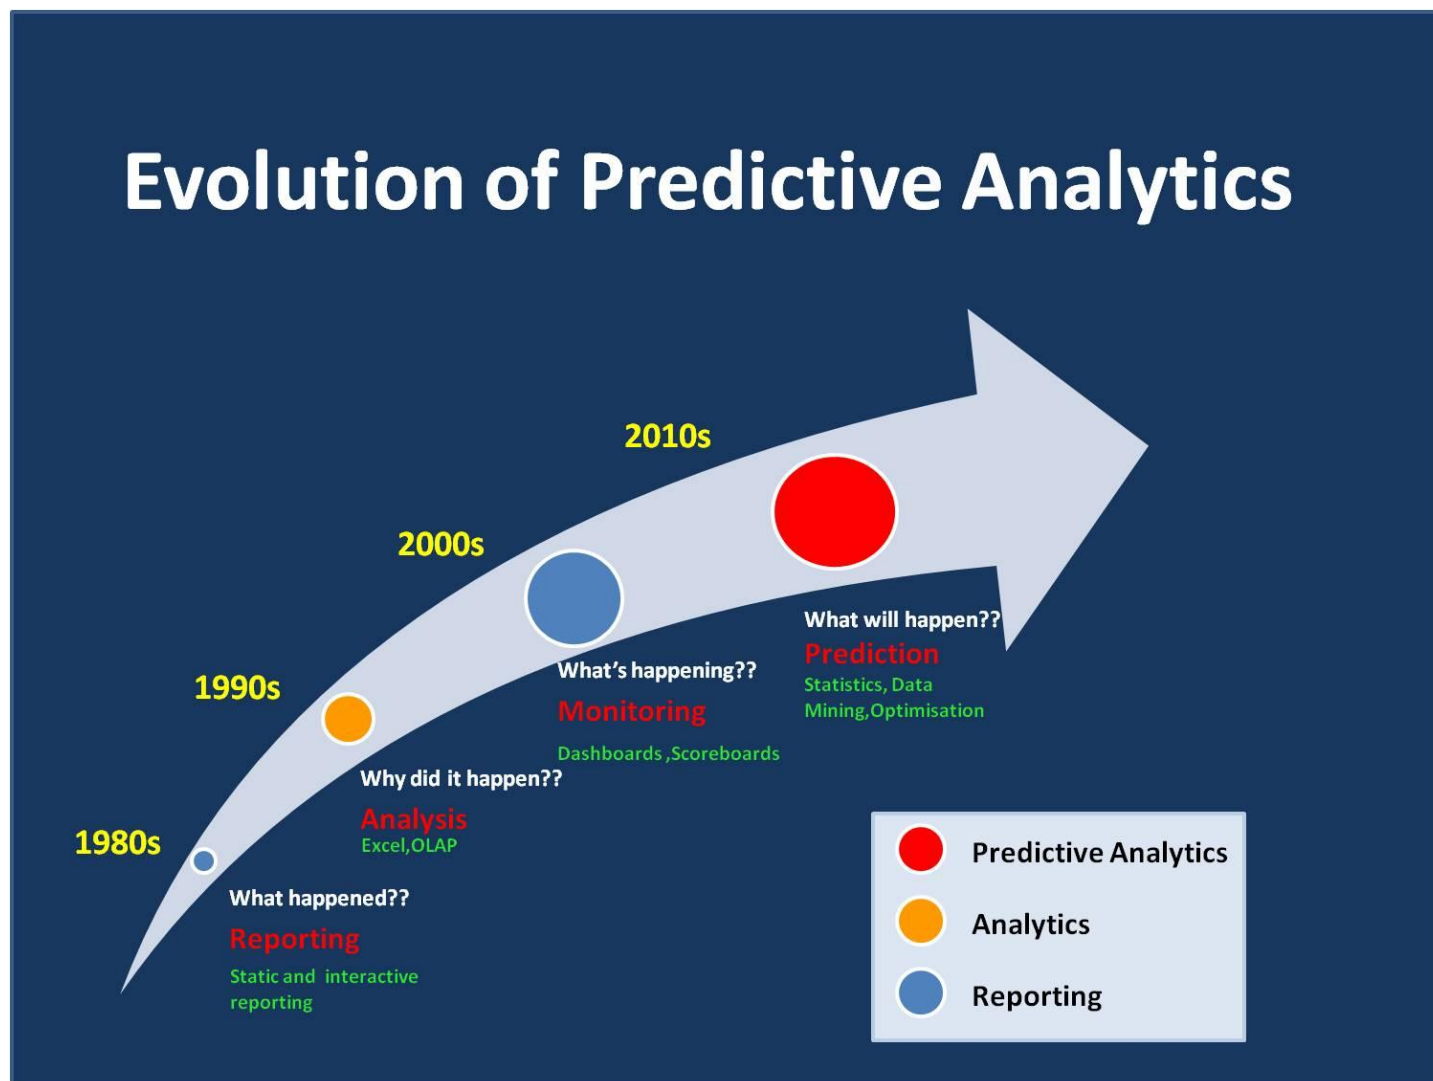 Evolution of Predictive Analytics
2010s
What will happen??
Prediction
Statistics, Data
Mining,Optimisation
2000s
What's happening??
Monitoring
Dashboards ,Scoreboards
1990s
Why did it happen??
Analysis
Excel,OLAP
1980s
What happened??
Reporting
Static and interactive
reporting
Predictive Analytics
Analytics
Reporting